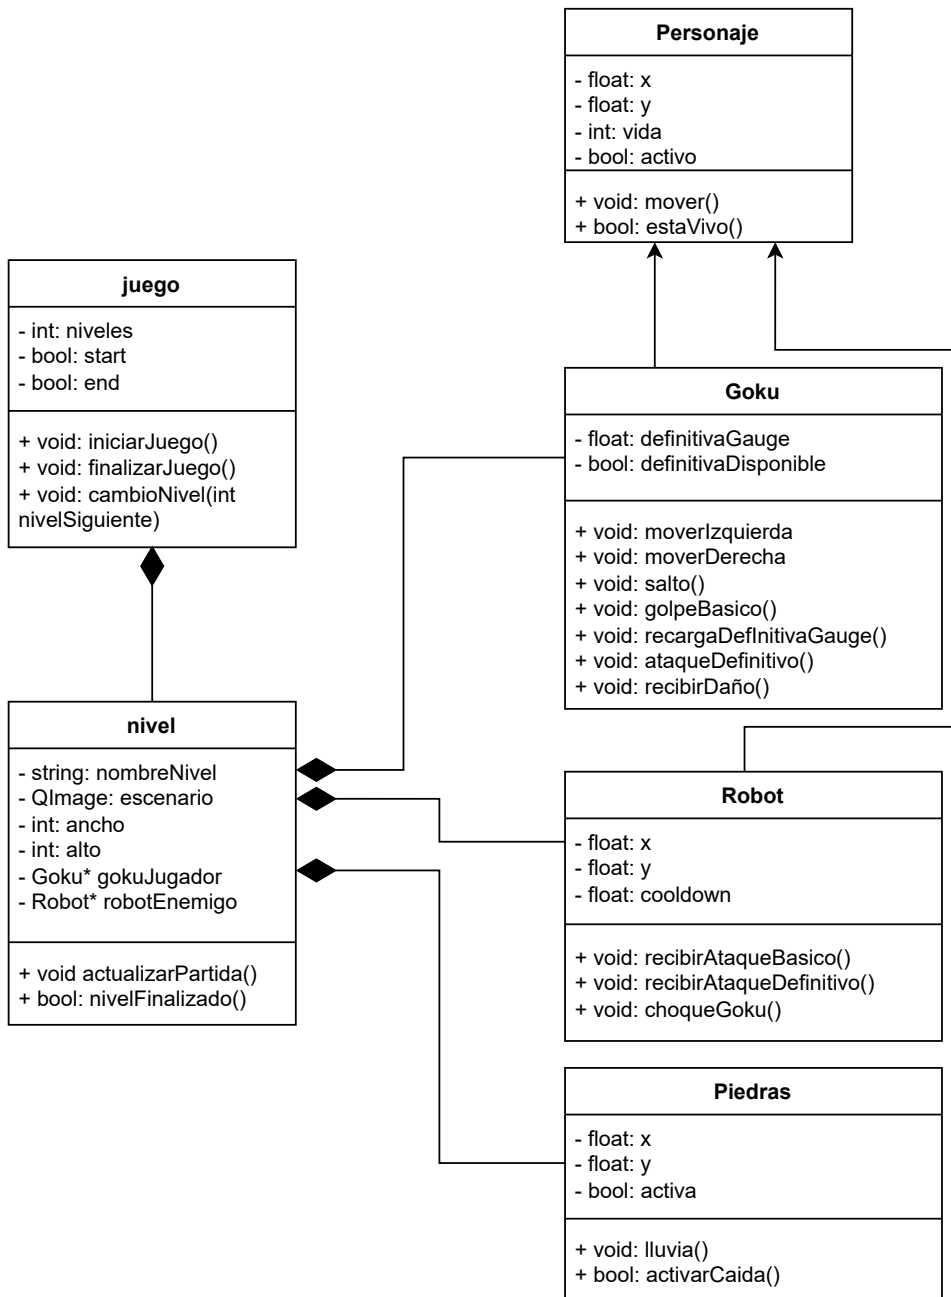 Personaje
- float: x
- float: y
- int: vida
- bool: activo
+ void: mover()
+ bool: estaVivo()
juego
- int: niveles
- bool: start
- bool: end
+ void: iniciarJuego()
+ void: finalizarJuego()
+ void: cambioNivel(int
nivelSiguiente)
Goku
- float: definitivaGauge
- bool: definitivaDisponible
+ void: moverIzquierda
+ void: moverDerecha
+ void: salto()
+ void: golpeBasico()
+ void: recargaDefInitivaGauge()
+ void: ataqueDefinitivo()
+ void: recibirDaño()
nivel
- string: nombreNivel
- QImage: escenario
- int: ancho
- int: alto
- Goku* gokuJugador
- Robot* robotEnemigo
+ void actualizarPartida()
+ bool: nivelFinalizado()
Robot
- float: x
- float: y
- float: cooldown
+ void: recibirAtaqueBasico()
+ void: recibirAtaqueDefinitivo()
+ void: choqueGoku()
Piedras
- float: x
- float: y
- bool: activa
+ void: lluvia()
+ bool: activarCaida()